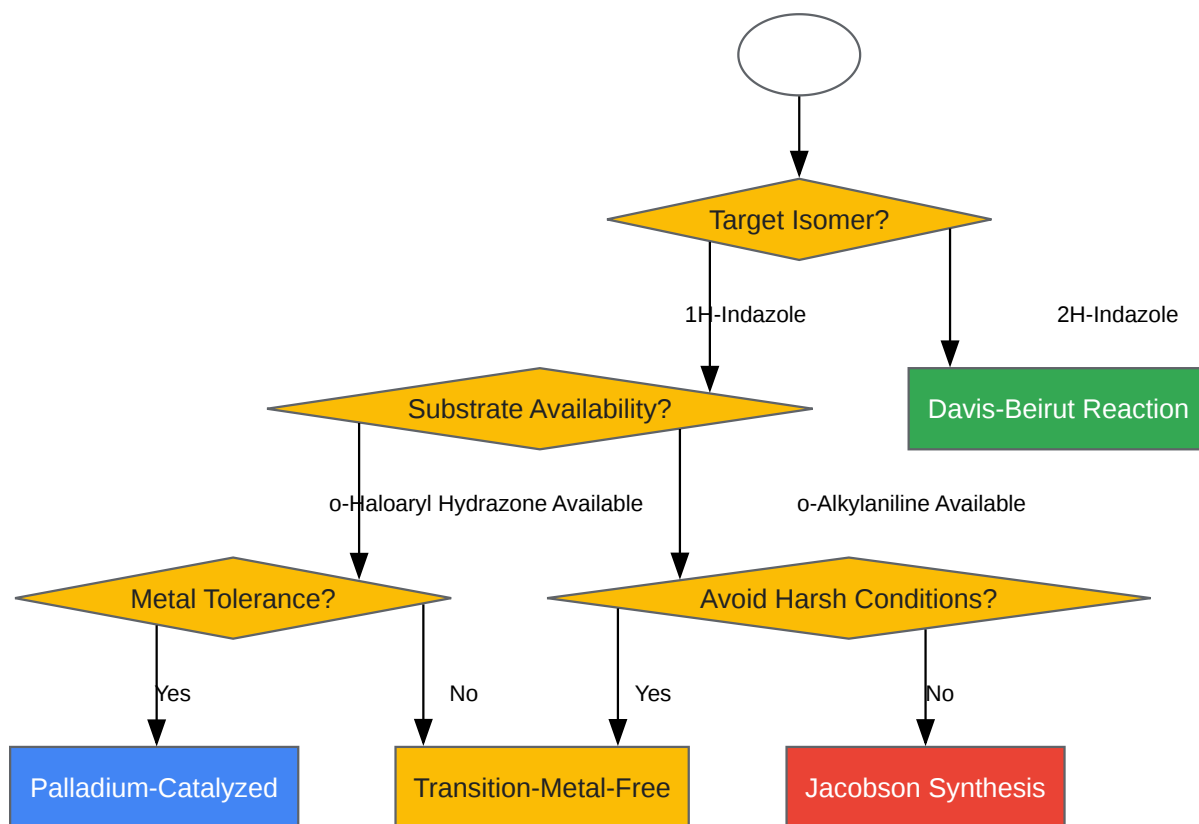 Target Isomer?
1H-Indazole
2H-Indazole
Substrate Availability?
Davis-Beirut Reaction
o-Haloaryl Hydrazone Available
o-Alkylaniline Available
Metal Tolerance?
Avoid Harsh Conditions?
Yes
No
Yes
No
Palladium-Catalyzed
Transition-Metal-Free
Jacobson Synthesis